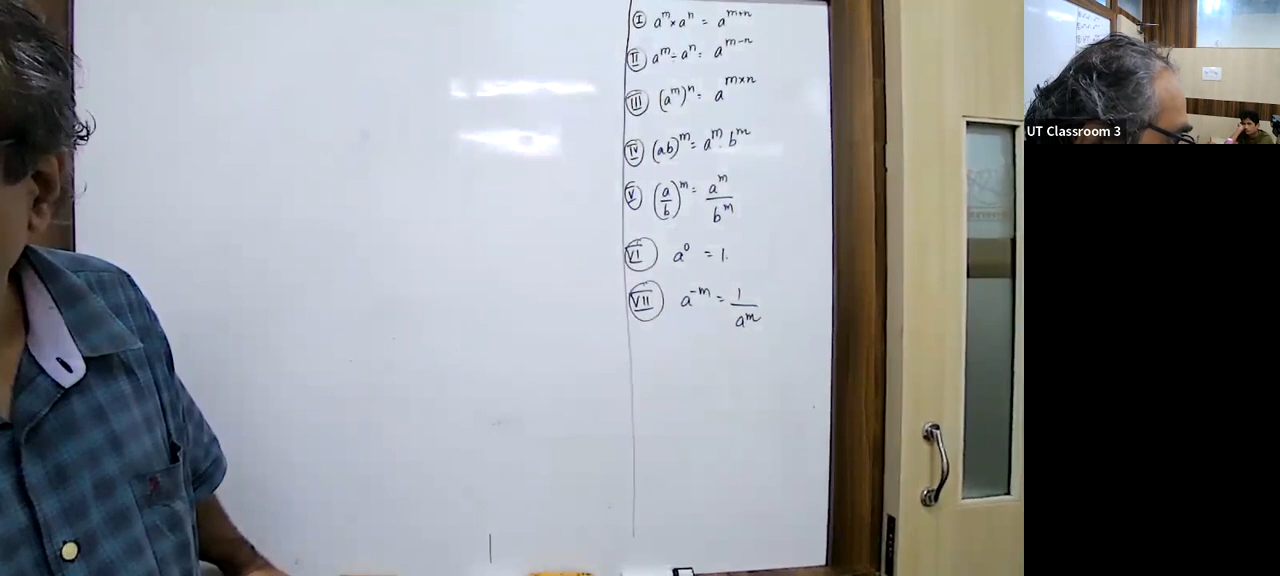 I a^m × a^n = a^{m+n}
II a^m ÷ a^n = a^{m-n}
III (a^m)^n = a^{m×n}
IV (ab)^m = a^m · b^m
V (a/b)^m = a^m/b^m
VI a^0 = 1.
VII a^{-m} = 1/a^m
UT Classroom 3